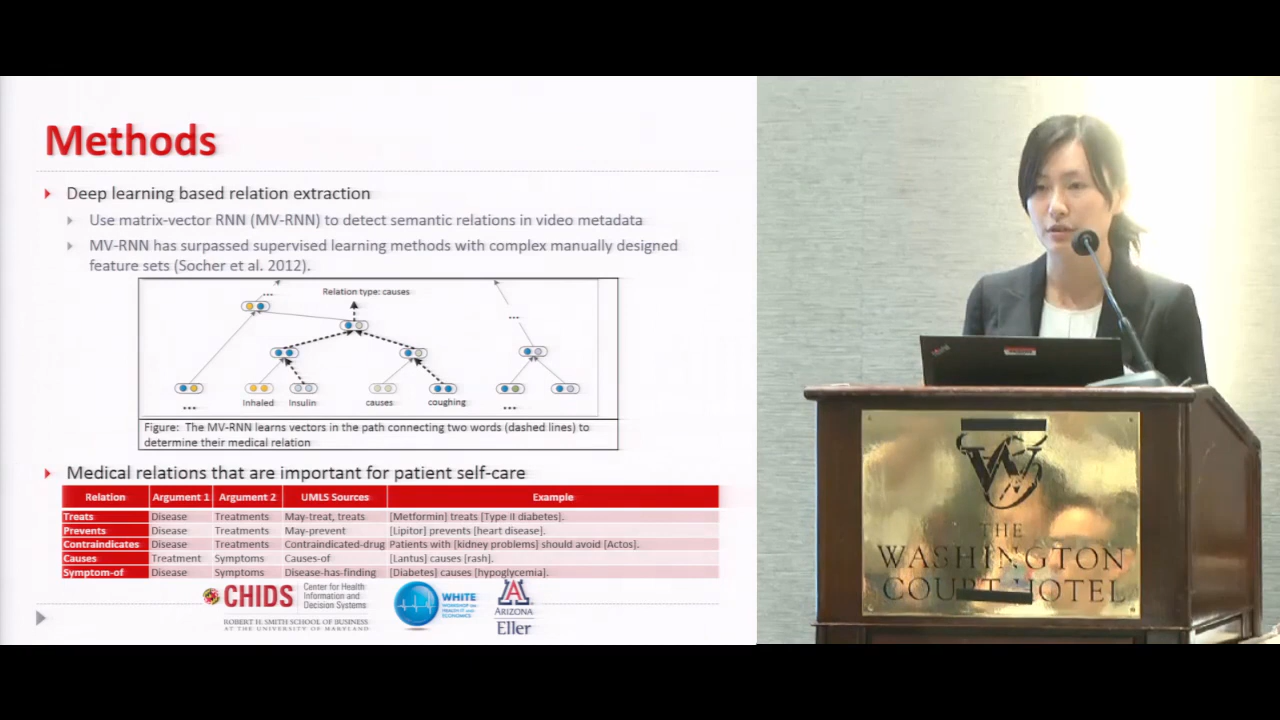 Methods
Deep learning based relation extraction
Use matrix-vector RNN (MV-RNN) to detect semantic relations in video metadata
MV-RNN has surpassed supervised learning methods with complex manually designed
feature sets (Socher et al. 2012).
...
Relation type: causes
...
...
Inhaled Insulin causes coughing
...
Figure: The MV-RNN learns vectors in the path connecting two words (dashed lines) to
determine their medical relation
Medical relations that are important for patient self-care
Relation Argument 1 Argument 2 UMLS Sources Example
Treats Disease Treatments May-treat, treats [Metformin] treats [Type II diabetes].
Prevents Disease Treatments May-prevent [Lipitor] prevents [heart disease].
Contraindicates Disease Treatments Contraindicated-drug Patients with [kidney problems] should avoid [Actos].
Causes Treatment Symptoms Causes-of [Lantus] causes [rash].
Symptom-of Disease Symptoms Disease-has-finding [Diabetes] causes [hypoglycemia].
CHIDS
Center for Health
Information and
Decision Systems
ROBERT H. SMITH SCHOOL OF BUSINESS
AT THE UNIVERSITY OF MARYLAND
WHITE
WORKSHOP ON
HEALTH IT AND
ECONOMICS
A
ARIZONA
Eller
W
THE
WASHINGTON
COURT HOTEL